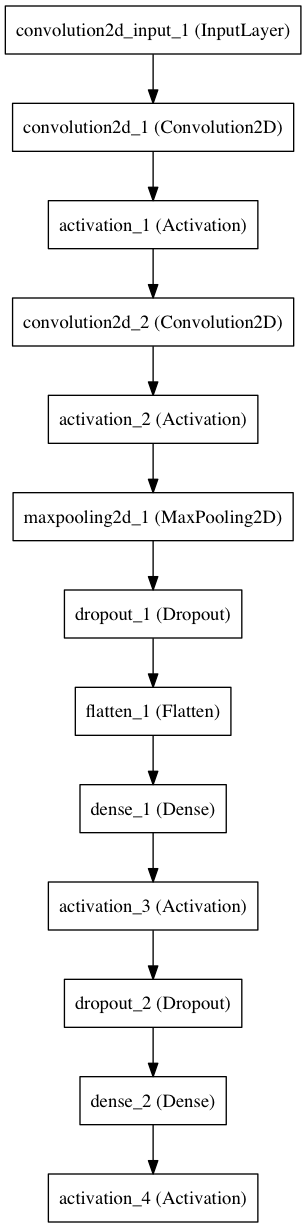 convolution2d_input_1 (InputLayer)
convolution2d_1 (Convolution2D)
activation_1 (Activation)
convolution2d_2 (Convolution2D)
activation_2 (Activation)
maxpooling2d_1 (MaxPooling2D)
dropout_1 (Dropout)
flatten_1 (Flatten)
dense_1 (Dense)
activation_3 (Activation)
dropout_2 (Dropout)
dense_2 (Dense)
activation_4 (Activation)